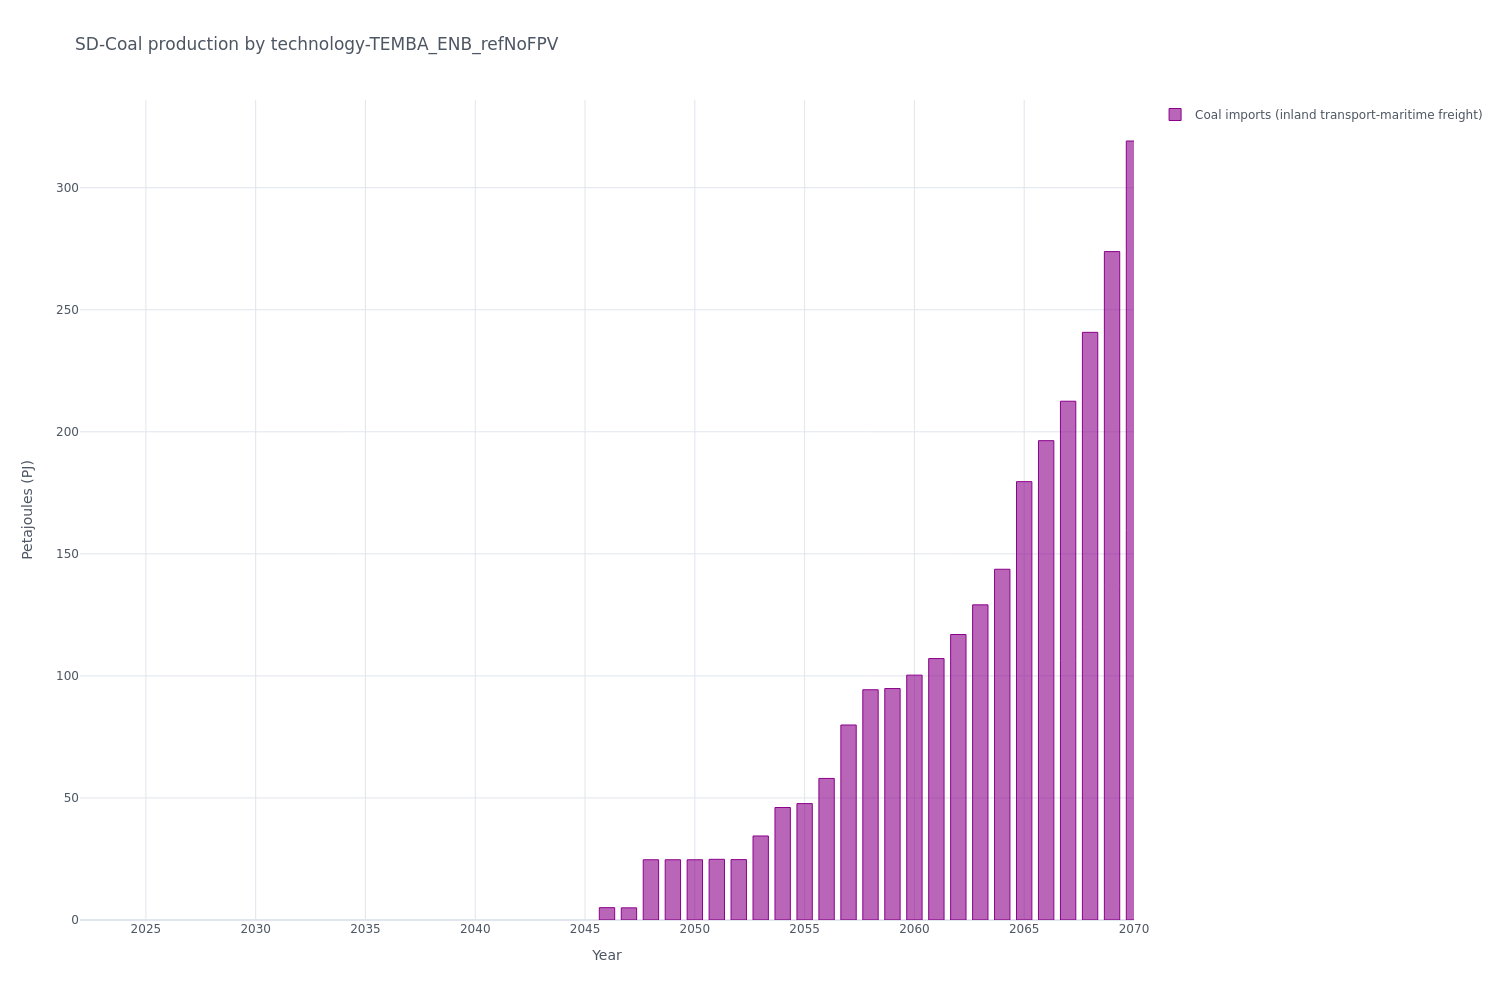 SD-Coal production by technology-TEMBA_ENB_refNoFPV
Coal imports (inland transport-maritime freight)
300
250
200
150
100
50
0
Petajoules (PJ)
2025 2030 2035 2040 2045 2050 2055 2060 2065 2070
Year